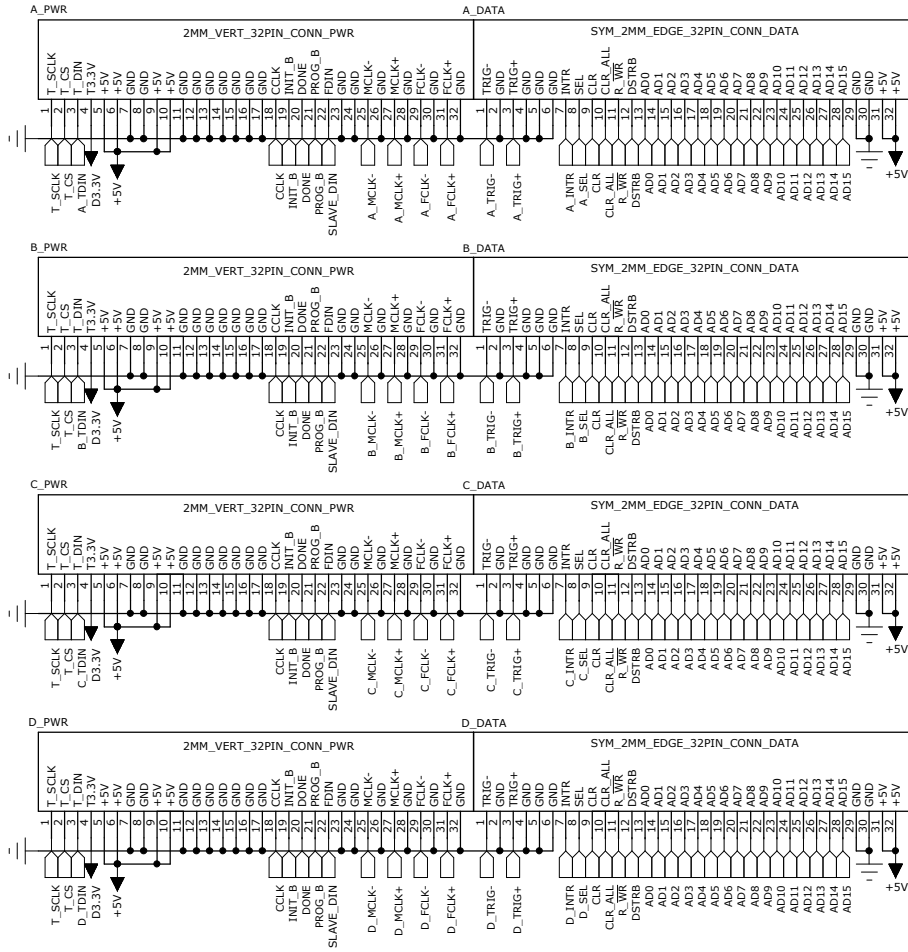 A_PWR A_DATA
2MM_VERT_32PIN_CONN_PWR SYM_2MM_EDGE_32PIN_CONN_DATA
T_SCLK T_CS T_DIN T3.3V +5V +5V GND GND +5V +5V GND GND GND GND GND GND GND CCLK INIT_B DONE PROG_B FDIN GND GND MCLK- GND MCLK+ GND FCLK- GND FCLK+ GND TRIG- GND TRIG+ GND GND GND INTR SEL CLR CLR_ALL R_WR DSTRB AD0 AD1 AD2 AD3 AD4 AD5 AD6 AD7 AD8 AD9 AD10 AD11 AD12 AD13 AD14 AD15 GND GND +5V +5V
1 2 3 4 5 6 7 8 9 10 11 12 13 14 15 16 17 18 19 20 21 22 23 24 25 26 27 28 29 30 31 32 1 2 3 4 5 6 7 8 9 10 11 12 13 14 15 16 17 18 19 20 21 22 23 24 25 26 27 28 29 30 31 32
T_SCLK T_CS A_TDIN D3.3V +5V CCLK INIT_B DONE PROG_B SLAVE_DIN A_MCLK- A_MCLK+ A_FCLK- A_FCLK+ A_TRIG- A_TRIG+ A_INTR A_SEL CLR CLR_ALL R_WR DSTRB AD0 AD1 AD2 AD3 AD4 AD5 AD6 AD7 AD8 AD9 AD10 AD11 AD12 AD13 AD14 AD15 +5V
B_PWR B_DATA
2MM_VERT_32PIN_CONN_PWR SYM_2MM_EDGE_32PIN_CONN_DATA
T_SCLK T_CS T_DIN T3.3V +5V +5V GND GND +5V +5V GND GND GND GND GND GND GND CCLK INIT_B DONE PROG_B FDIN GND GND MCLK- GND MCLK+ GND FCLK- GND FCLK+ GND TRIG- GND TRIG+ GND GND GND INTR SEL CLR CLR_ALL R_WR DSTRB AD0 AD1 AD2 AD3 AD4 AD5 AD6 AD7 AD8 AD9 AD10 AD11 AD12 AD13 AD14 AD15 GND GND +5V +5V
1 2 3 4 5 6 7 8 9 10 11 12 13 14 15 16 17 18 19 20 21 22 23 24 25 26 27 28 29 30 31 32 1 2 3 4 5 6 7 8 9 10 11 12 13 14 15 16 17 18 19 20 21 22 23 24 25 26 27 28 29 30 31 32
T_SCLK T_CS B_TDIN D3.3V +5V CCLK INIT_B DONE PROG_B SLAVE_DIN B_MCLK- B_MCLK+ B_FCLK- B_FCLK+ B_TRIG- B_TRIG+ B_INTR B_SEL CLR CLR_ALL R_WR DSTRB AD0 AD1 AD2 AD3 AD4 AD5 AD6 AD7 AD8 AD9 AD10 AD11 AD12 AD13 AD14 AD15 +5V
C_PWR C_DATA
2MM_VERT_32PIN_CONN_PWR SYM_2MM_EDGE_32PIN_CONN_DATA
T_SCLK T_CS T_DIN T3.3V +5V +5V GND GND +5V +5V GND GND GND GND GND GND GND CCLK INIT_B DONE PROG_B FDIN GND GND MCLK- GND MCLK+ GND FCLK- GND FCLK+ GND TRIG- GND TRIG+ GND GND GND INTR SEL CLR CLR_ALL R_WR DSTRB AD0 AD1 AD2 AD3 AD4 AD5 AD6 AD7 AD8 AD9 AD10 AD11 AD12 AD13 AD14 AD15 GND GND +5V +5V
1 2 3 4 5 6 7 8 9 10 11 12 13 14 15 16 17 18 19 20 21 22 23 24 25 26 27 28 29 30 31 32 1 2 3 4 5 6 7 8 9 10 11 12 13 14 15 16 17 18 19 20 21 22 23 24 25 26 27 28 29 30 31 32
T_SCLK T_CS C_TDIN D3.3V +5V CCLK INIT_B DONE PROG_B SLAVE_DIN C_MCLK- C_MCLK+ C_FCLK- C_FCLK+ C_TRIG- C_TRIG+ C_INTR C_SEL CLR CLR_ALL R_WR DSTRB AD0 AD1 AD2 AD3 AD4 AD5 AD6 AD7 AD8 AD9 AD10 AD11 AD12 AD13 AD14 AD15 +5V
D_PWR D_DATA
2MM_VERT_32PIN_CONN_PWR SYM_2MM_EDGE_32PIN_CONN_DATA
T_SCLK T_CS T_DIN T3.3V +5V +5V GND GND +5V +5V GND GND GND GND GND GND GND CCLK INIT_B DONE PROG_B FDIN GND GND MCLK- GND MCLK+ GND FCLK- GND FCLK+ GND TRIG- GND TRIG+ GND GND GND INTR SEL CLR CLR_ALL R_WR DSTRB AD0 AD1 AD2 AD3 AD4 AD5 AD6 AD7 AD8 AD9 AD10 AD11 AD12 AD13 AD14 AD15 GND GND +5V +5V
1 2 3 4 5 6 7 8 9 10 11 12 13 14 15 16 17 18 19 20 21 22 23 24 25 26 27 28 29 30 31 32 1 2 3 4 5 6 7 8 9 10 11 12 13 14 15 16 17 18 19 20 21 22 23 24 25 26 27 28 29 30 31 32
T_SCLK T_CS D_TDIN D3.3V +5V CCLK INIT_B DONE PROG_B SLAVE_DIN D_MCLK- D_MCLK+ D_FCLK- D_FCLK+ D_TRIG- D_TRIG+ D_INTR D_SEL CLR CLR_ALL R_WR DSTRB AD0 AD1 AD2 AD3 AD4 AD5 AD6 AD7 AD8 AD9 AD10 AD11 AD12 AD13 AD14 AD15 +5V